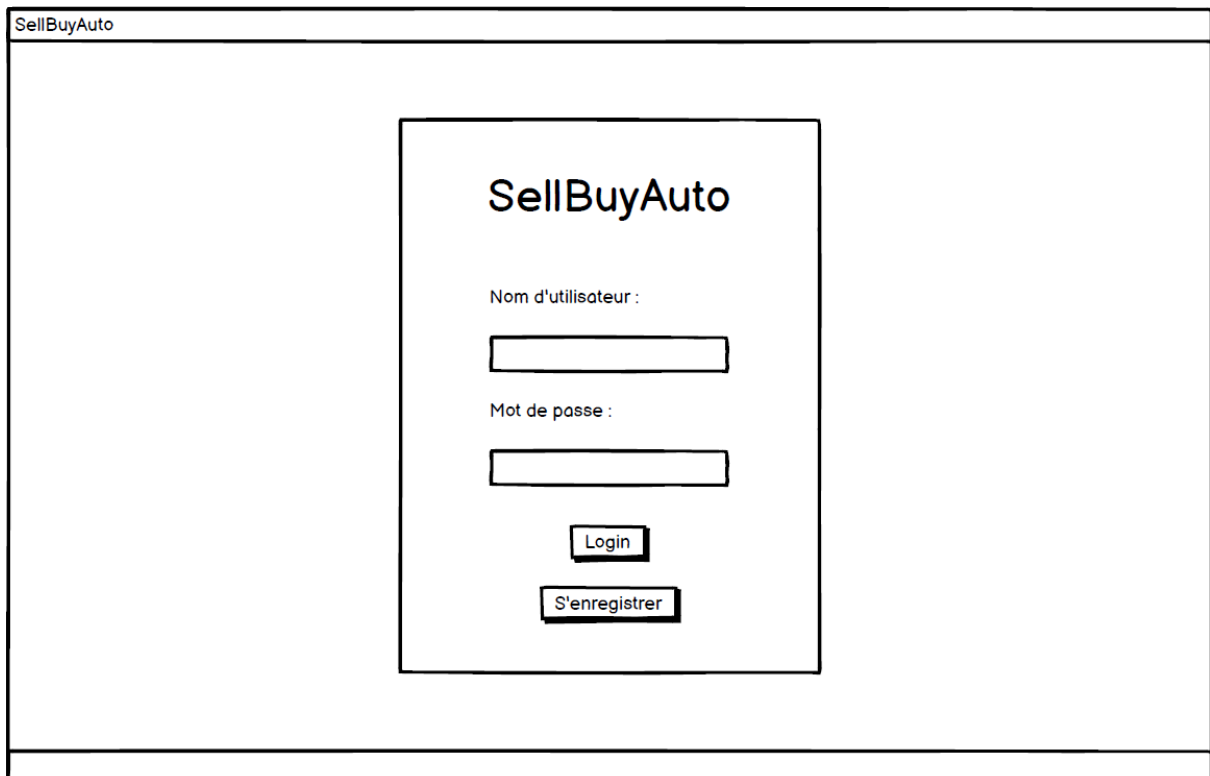 SellBuyAuto
SellBuyAuto
Nom d'utilisateur :
Mot de passe :
Login
S'enregistrer